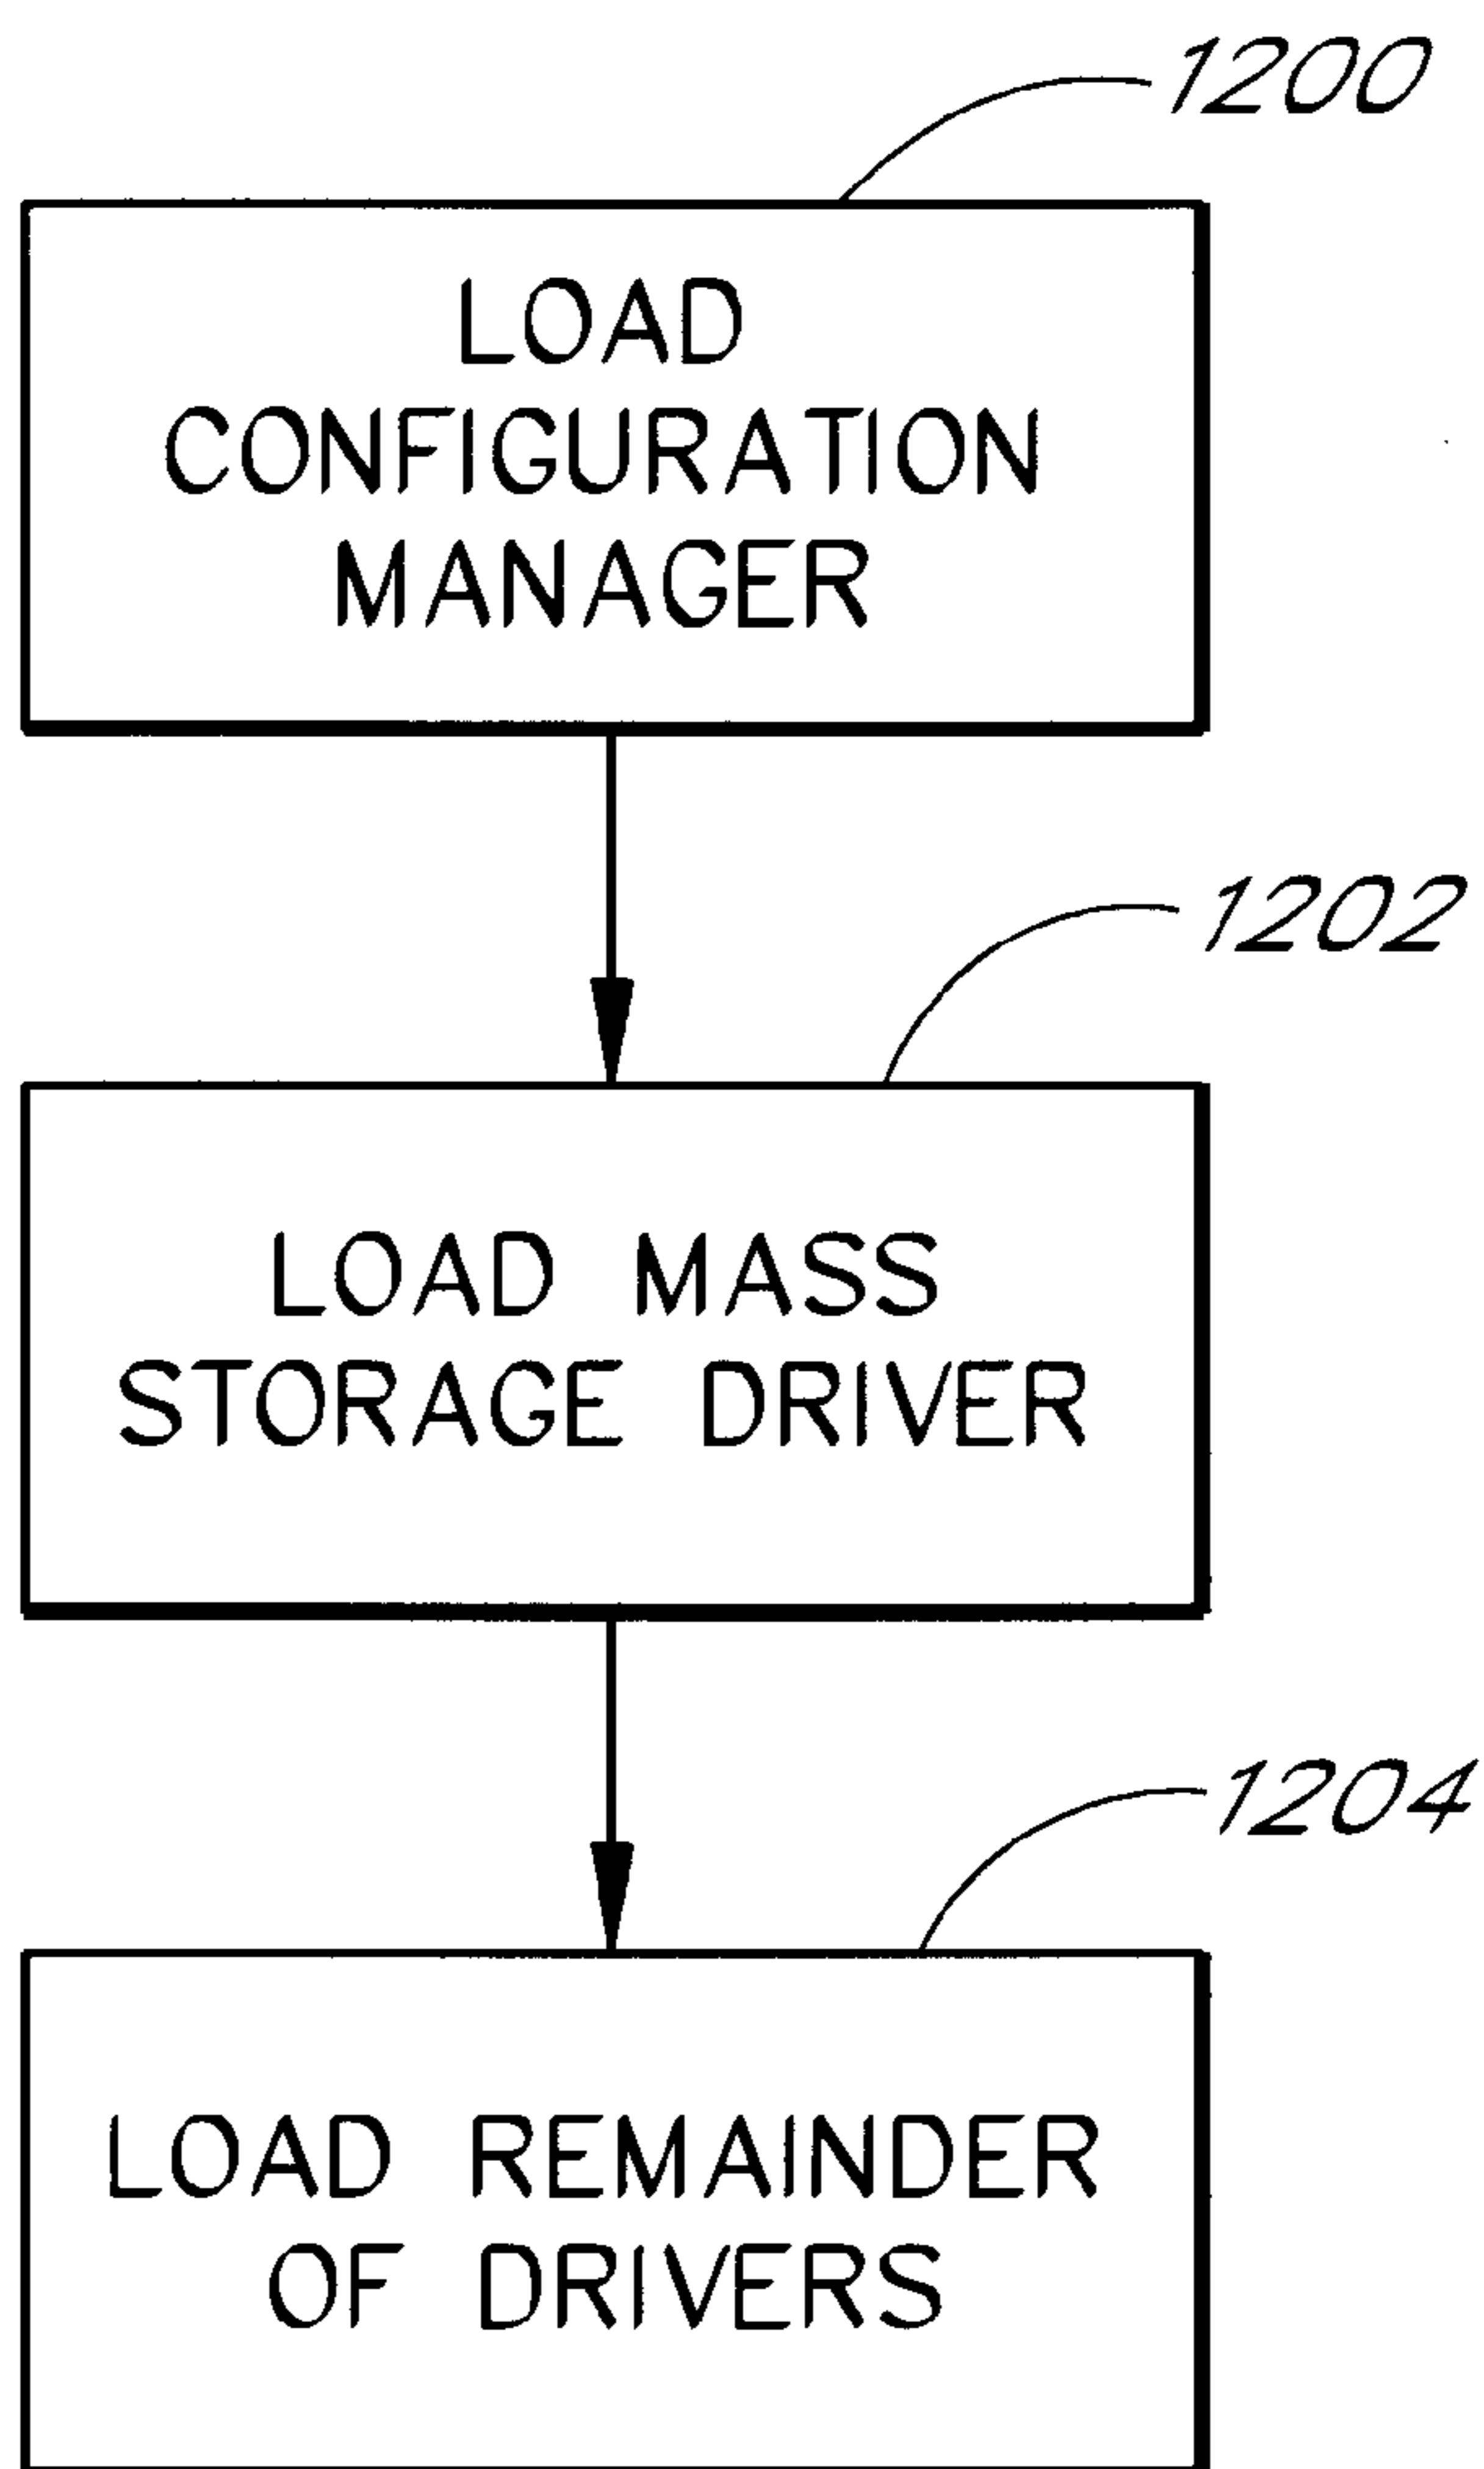 1200
LOAD
CONFIGURATION
MANAGER
1202
LOAD MASS
STORAGE DRIVER
1204
LOAD REMAINDER
OF DRIVERS